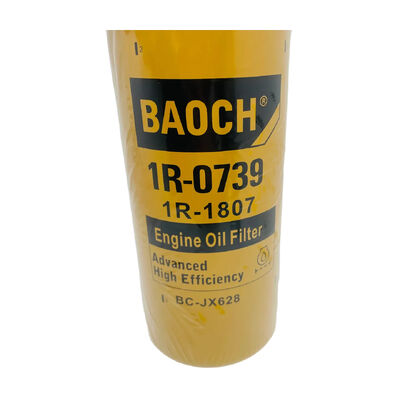 BAOCH®
1R-0739
1R-1807
Engine Oil Filter
Advanced
High Efficiency
BC-JX628